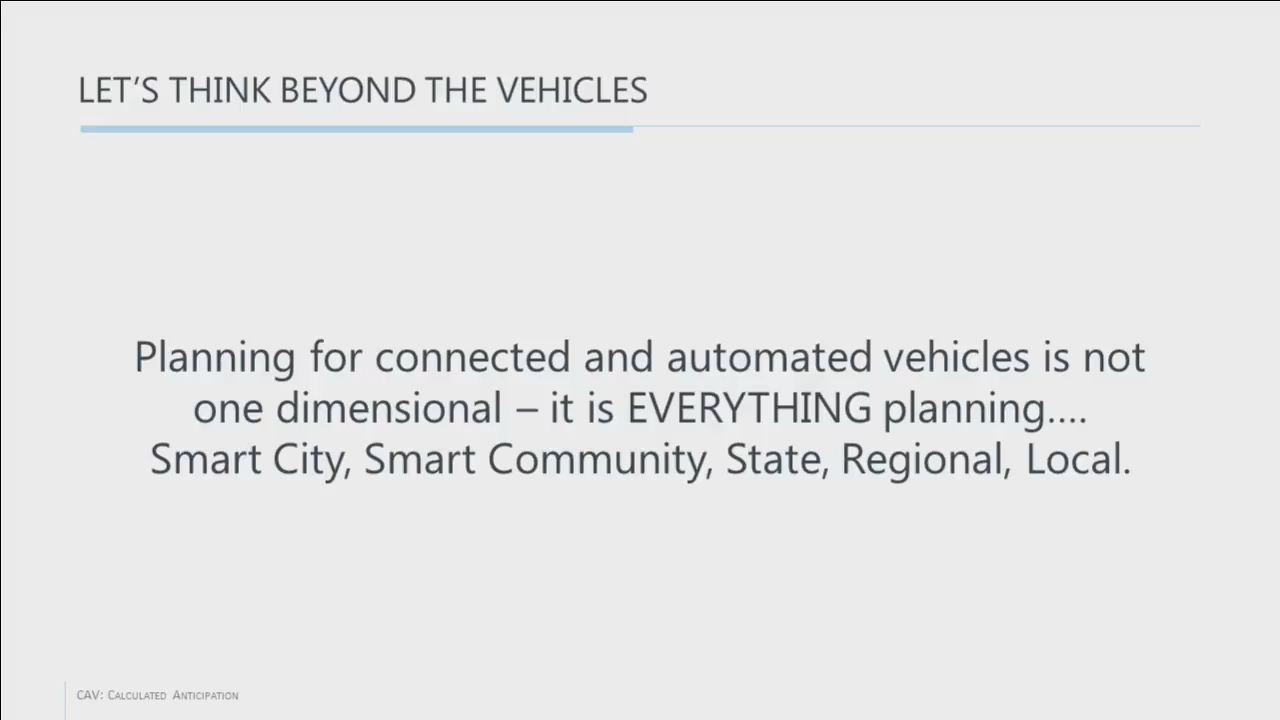 LET’S THINK BEYOND THE VEHICLES
Planning for connected and automated vehicles is not
one dimensional – it is EVERYTHING planning....
Smart City, Smart Community, State, Regional, Local.
CAV: CALCULATED ANTICIPATION